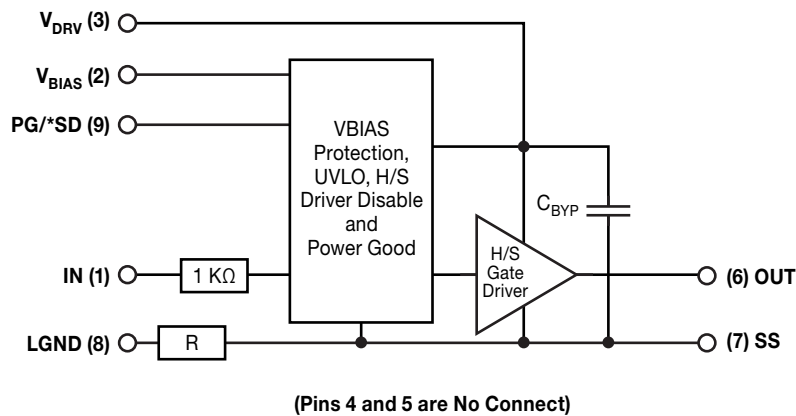 VDRV (3)
VBIAS (2)
PG/*SD (9)
VBIAS
Protection,
UVLO, H/S
Driver Disable
and
Power Good
CBYP
H/S
Gate
Driver
IN (1)
1 KΩ
(6) OUT
LGND (8)
R
(7) SS
(Pins 4 and 5 are No Connect)